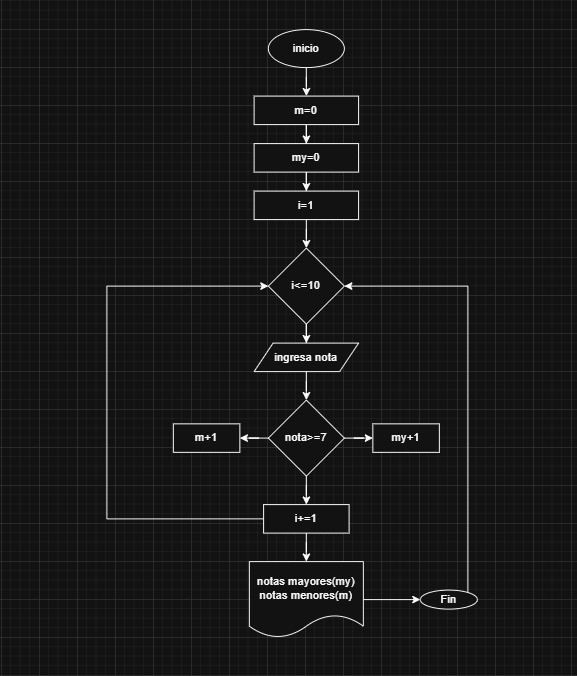 inicio
m=0
my=0
i=1
i<=10
ingresa nota
m+1
nota>=7
my+1
i+=1
notas mayores(my)
notas menores(m)
Fin